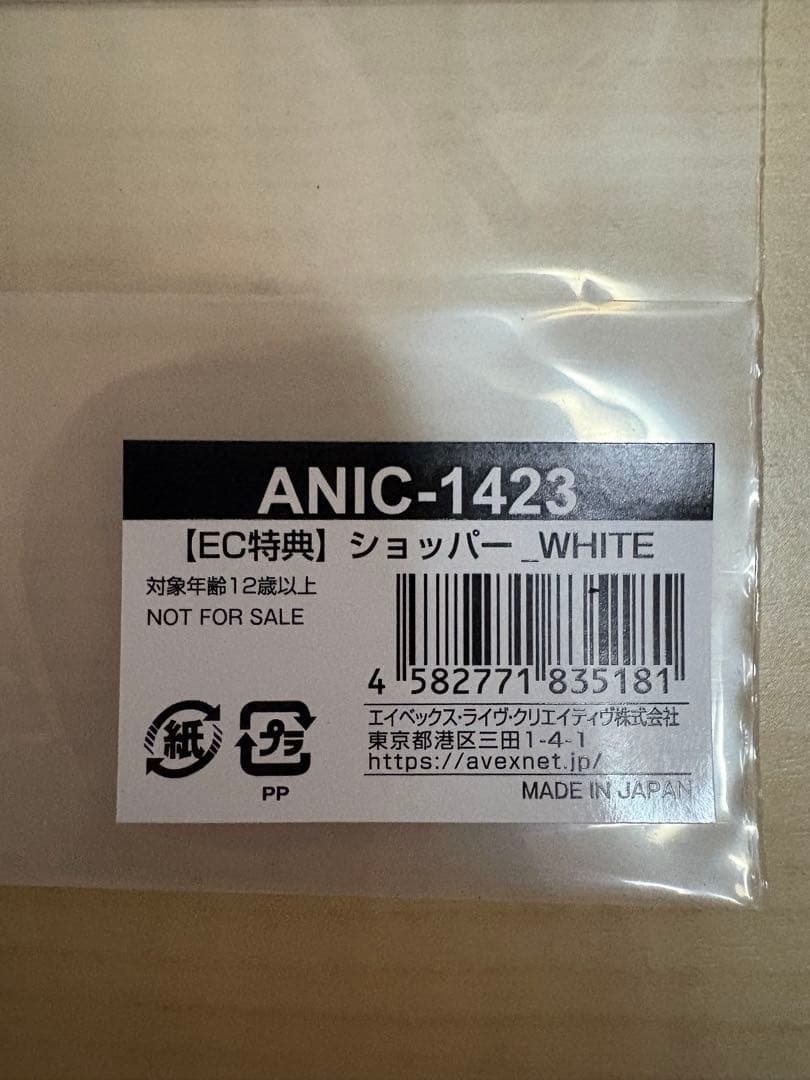 ANIC-1423
【EC特典】ショッパー_WHITE
対象年齢12歳以上
NOT FOR SALE
4 582771 835181
紙
プラ
PP
エイベックス・ライヴ・クリエイティヴ株式会社
東京都港区三田1-4-1
https://avexnet.jp/
MADE IN JAPAN